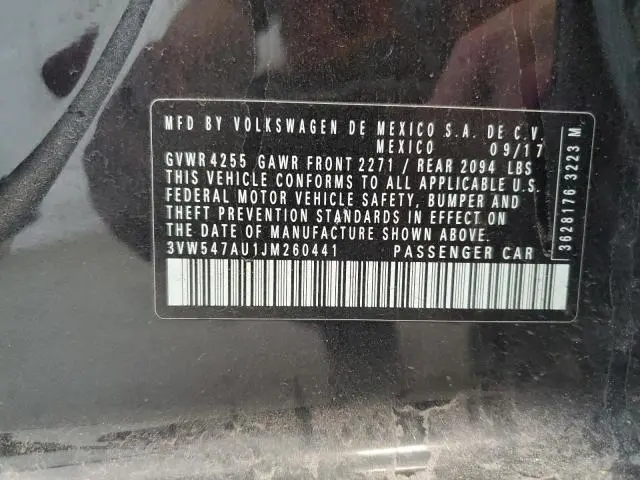 MFD BY VOLKSWAGEN DE MEXICO S.A. DE C.V.
MEXICO 09/17
GVWR 4255 GAWR FRONT 2271 / REAR 2094 LBS
THIS VEHICLE CONFORMS TO ALL APPLICABLE U.S.
FEDERAL MOTOR VEHICLE SAFETY, BUMPER AND
THEFT PREVENTION STANDARDS IN EFFECT ON
THE DATE OF MANUFACTURE SHOWN ABOVE.
3VW547AU1JM260441 PASSENGER CAR
3628176 3223 M